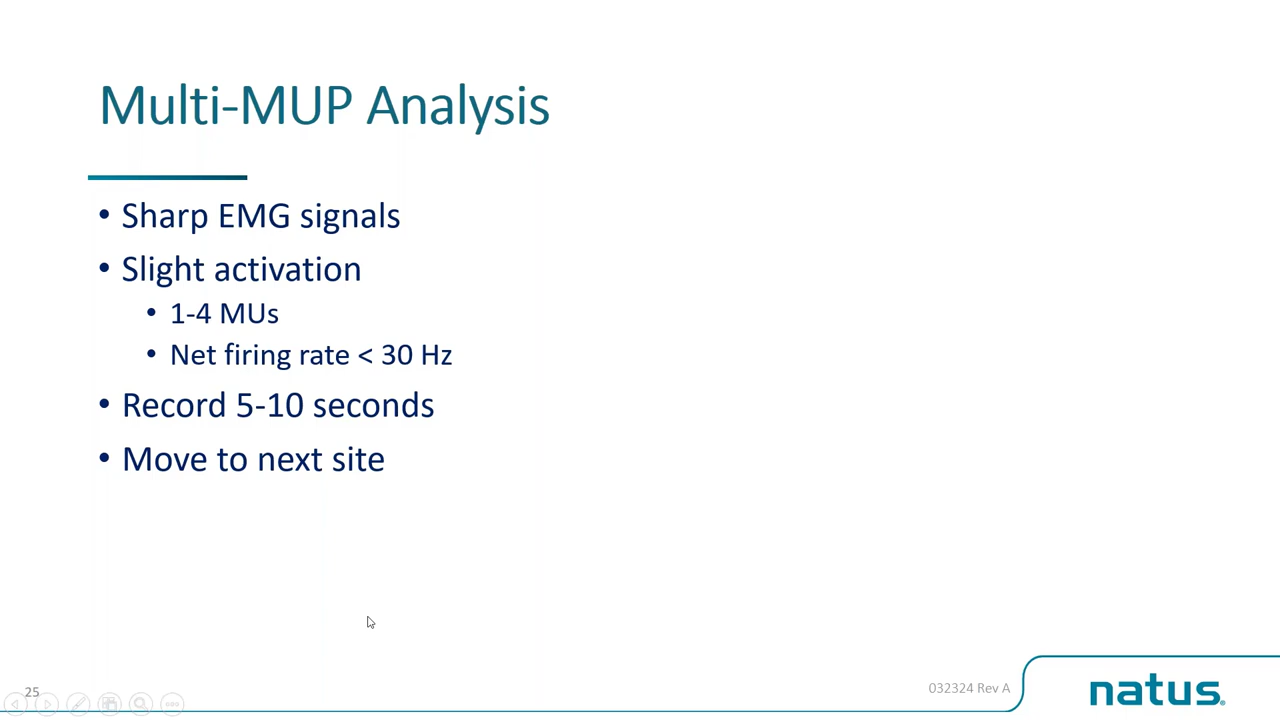 Multi-MUP Analysis
• Sharp EMG signals
• Slight activation
• 1-4 MUs
• Net firing rate < 30 Hz
• Record 5-10 seconds
• Move to next site
25
032324 Rev A
natus.